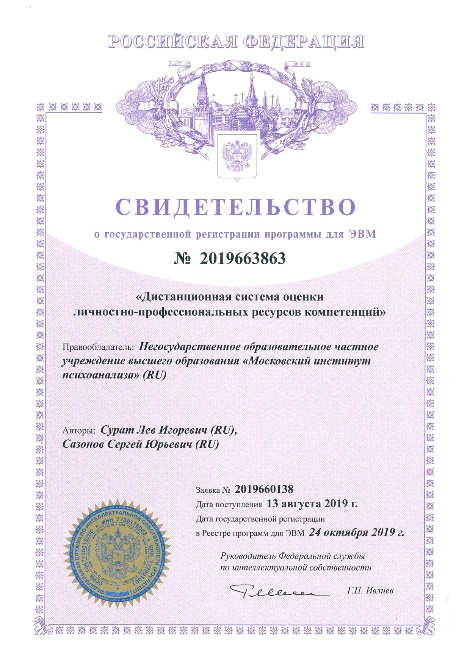 РОССИЙСКАЯ ФЕДЕРАЦИЯ
СВИДЕТЕЛЬСТВО
о государственной регистрации программы для ЭВМ
№ 2019663863
«Дистанционная система оценки
личностно-профессиональных ресурсов компетенций»
Правообладатель: Негосударственное образовательное частное
учреждение высшего образования «Московский институт
психоанализа» (RU)
Авторы: Сурат Лев Игоревич (RU),
Сазонов Сергей Юрьевич (RU)
Заявка № 2019660138
Дата поступления 13 августа 2019 г.
Дата государственной регистрации
в Реестре программ для ЭВМ 24 октября 2019 г.
Руководитель Федеральной службы
по интеллектуальной собственности
Г.П. Ивлиев